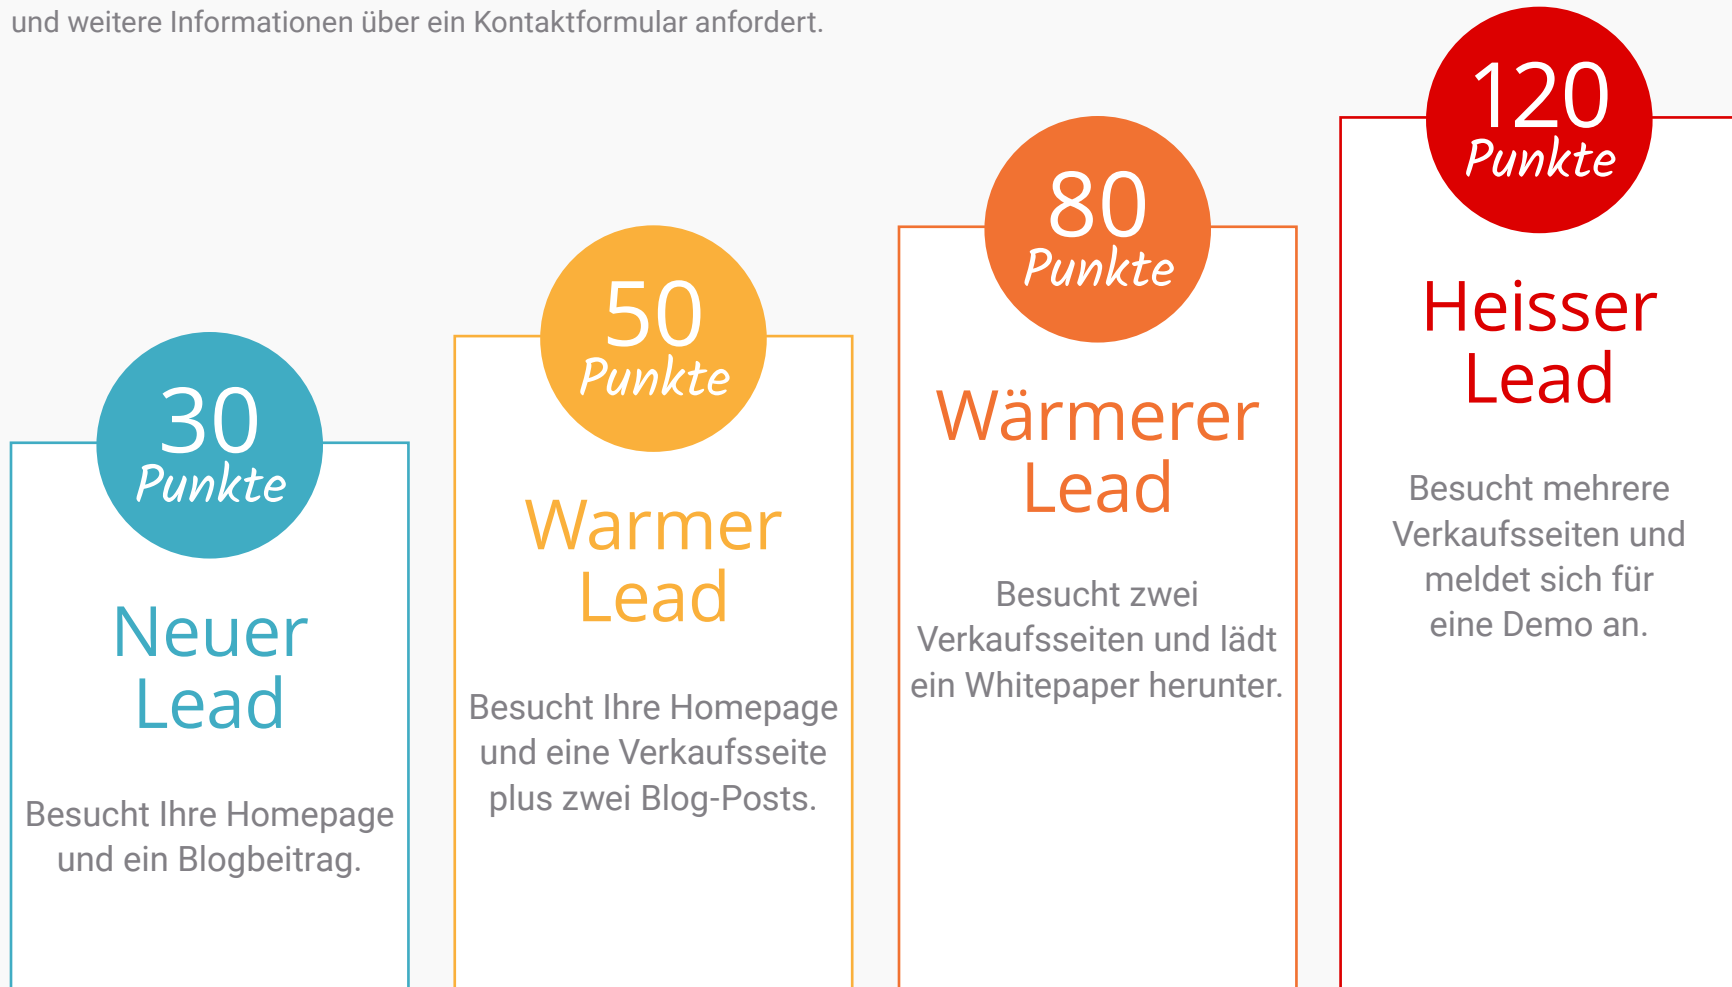 und weitere Informationen über ein Kontaktformular anfordert.
30
Punkte
Neuer
Lead
Besucht Ihre Homepage
und ein Blogbeitrag.
50
Punkte
Warmer
Lead
Besucht Ihre Homepage
und eine Verkaufsseite
plus zwei Blog-Posts.
80
Punkte
Wärmerer
Lead
Besucht zwei
Verkaufsseiten und lädt
ein Whitepaper herunter.
120
Punkte
Heisser
Lead
Besucht mehrere
Verkaufsseiten und
meldet sich für
eine Demo an.